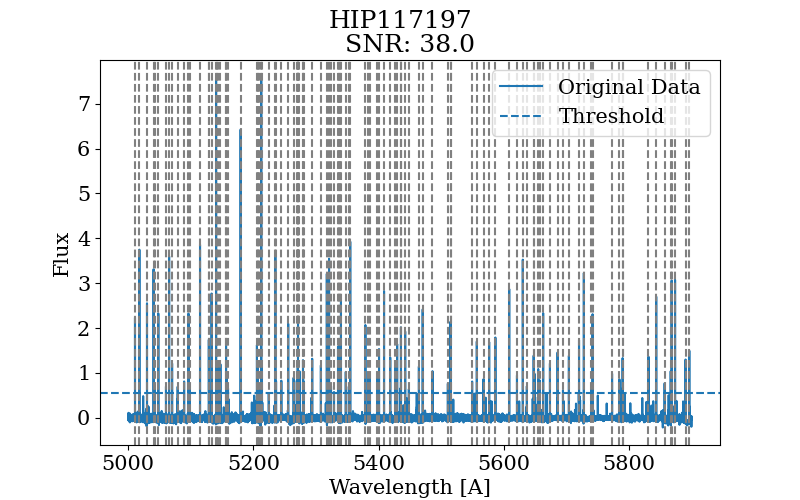 HIP117197
SNR: 38.0
Original Data
Threshold
Flux
7
6
5
4
3
2
1
0
5000 5200 5400 5600 5800
Wavelength [A]